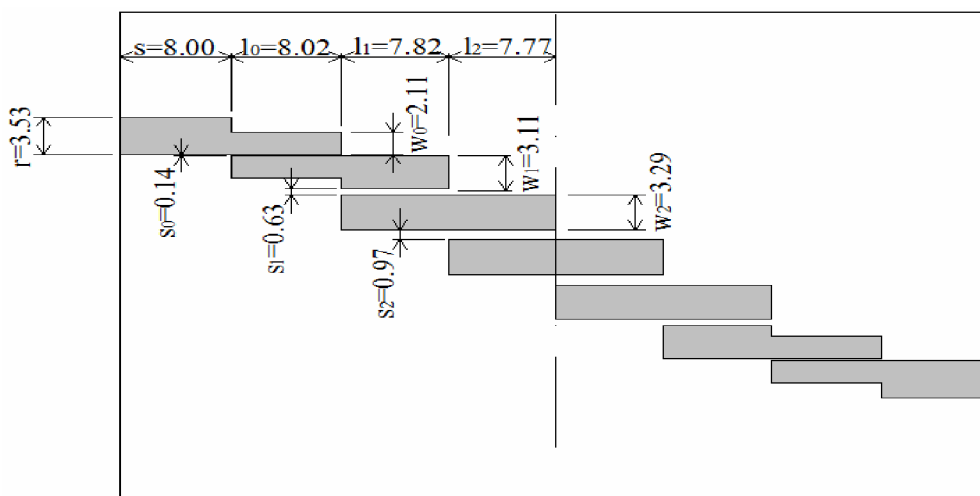 s=8.00
l0=8.02
l1=7.82
l2=7.77
r=3.53
w0=2.11
s0=0.14
w1=3.11
s1=0.63
w2=3.29
s2=0.97